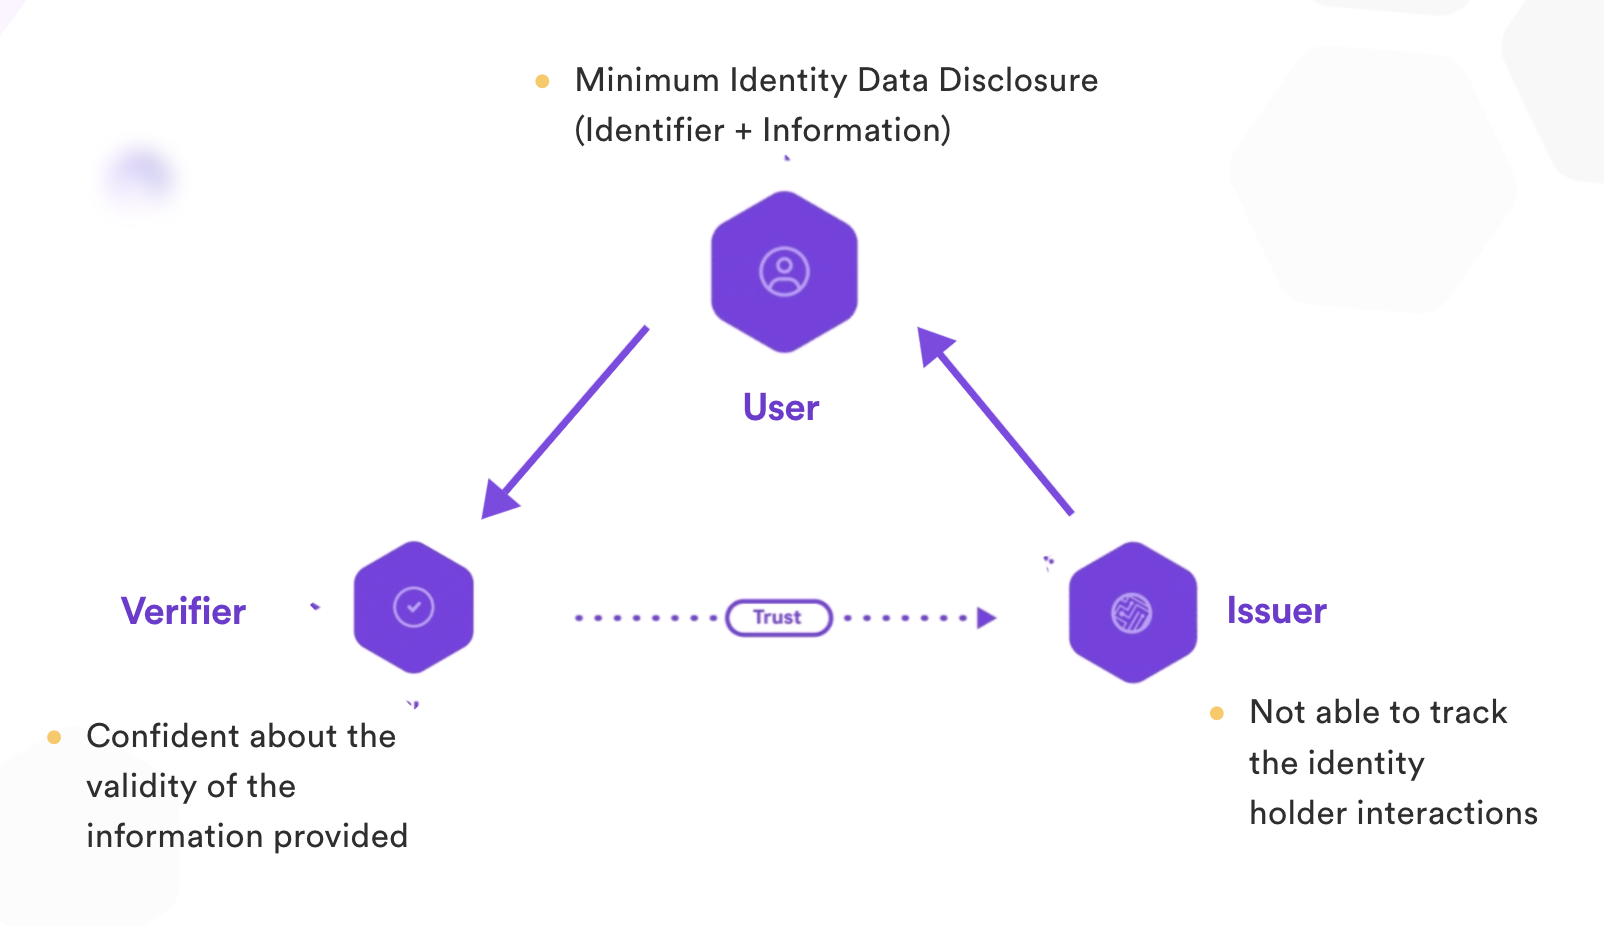 Minimum Identity Data Disclosure
(Identifier + Information)
User
Verifier
Trust
Issuer
Confident about the
validity of the
information provided
Not able to track
the identity
holder interactions